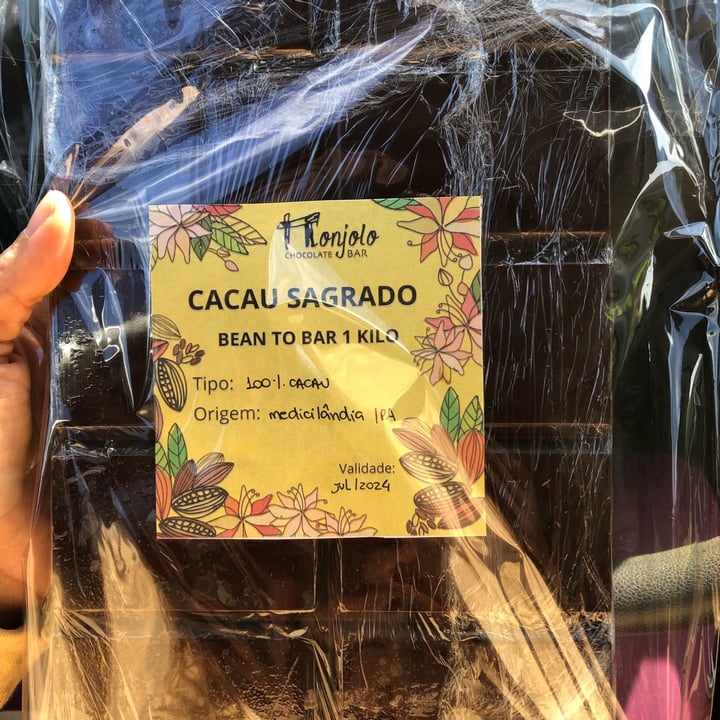 Monjolo
CHOCOLATE BAR
CACAU SAGRADO
BEAN TO BAR 1 KILO
Tipo: 100%. CACAU
Origem: medicilândia /PA
Validade:
Jul/2024